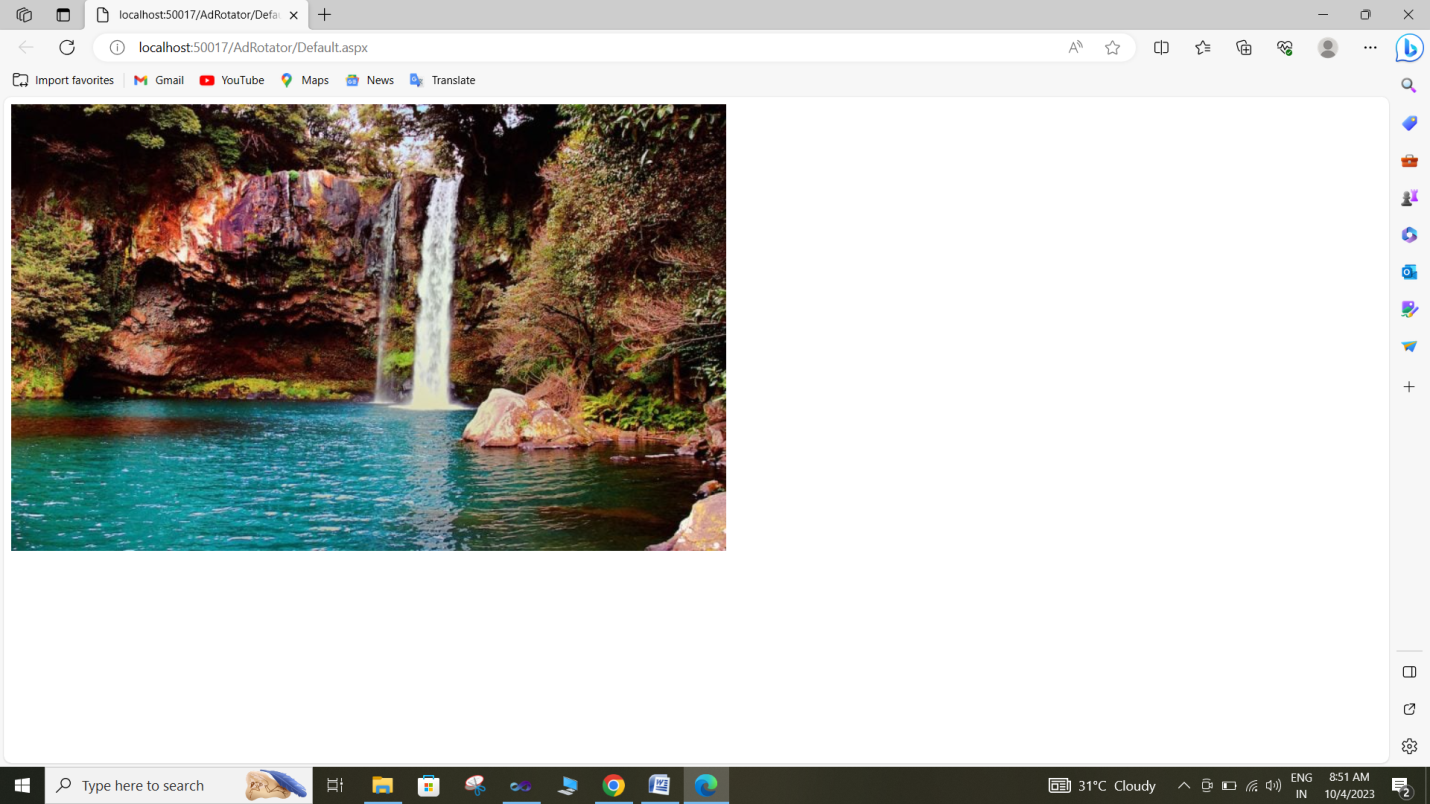 localhost:50017/AdRotator/Defau
localhost:50017/AdRotator/Default.aspx
Import favorites Gmail YouTube Maps News Translate
Type here to search
31°C Cloudy
ENG
IN
8:51 AM
10/4/2023
2